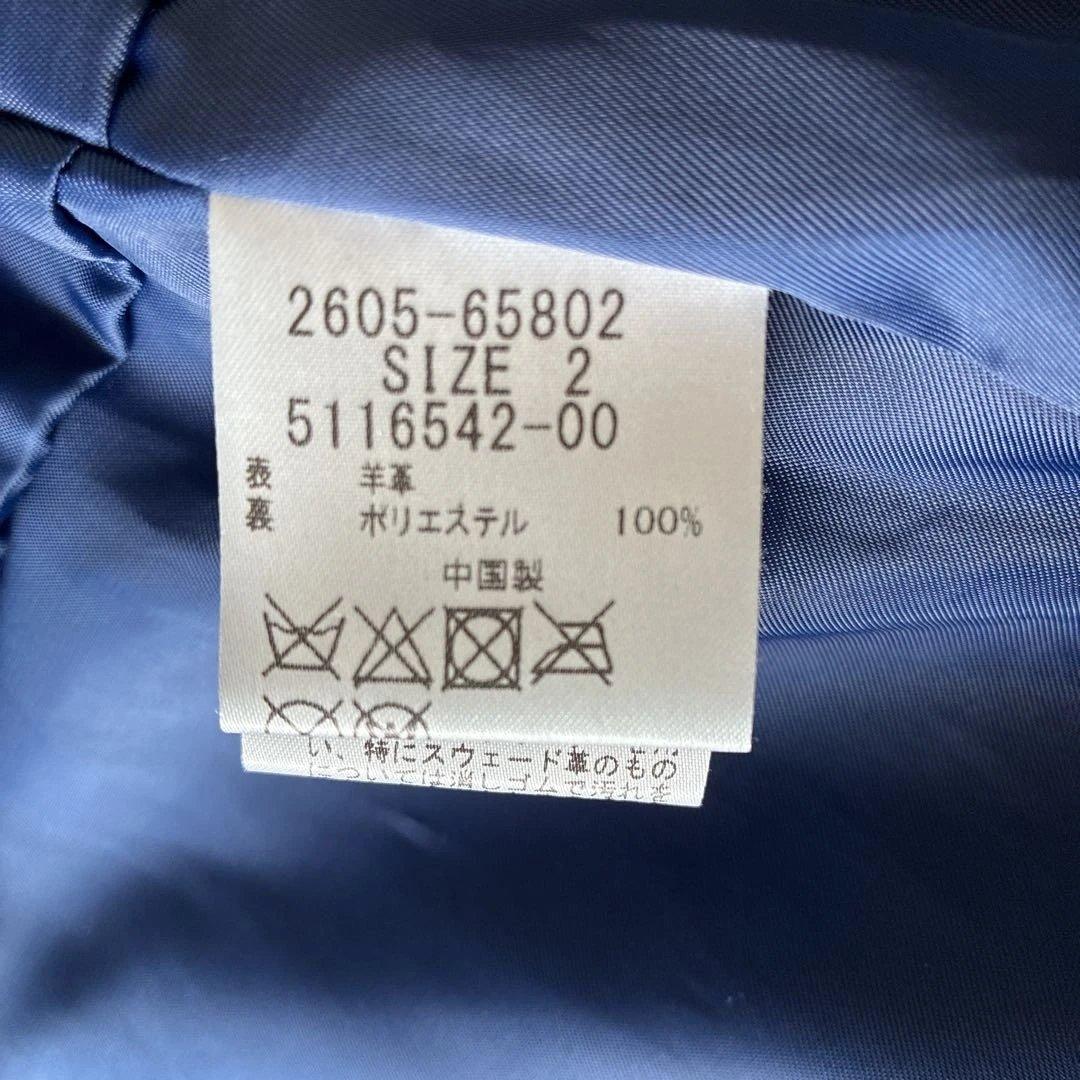 2605-65802
SIZE 2
5116542-00
表 羊革
裏 ポリエステル 100%
中国製
い、特にスウェード革のもの
については消しゴムで汚れを